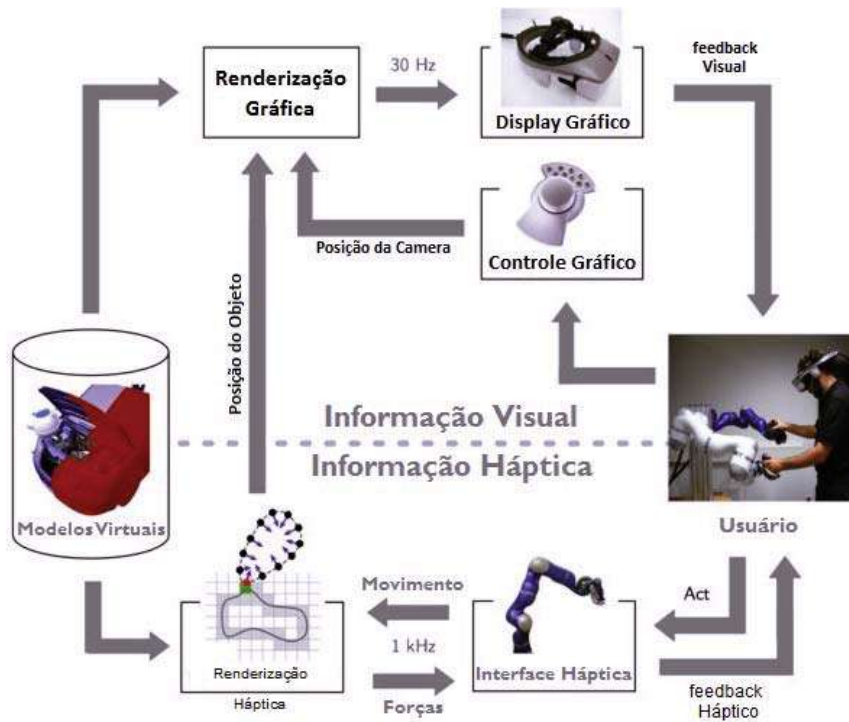 feedback
Visual
30 Hz
Renderização
Gráfica
Display Gráfico
Posição da Camera
Controle Gráfico
Posição do Objeto
Informação Visual
Informação Háptica
Modelos Virtuais
Usuário
Movimento
Act
1 kHz
Renderização
Háptica
Interface Háptica
Forças
feedback
Háptico